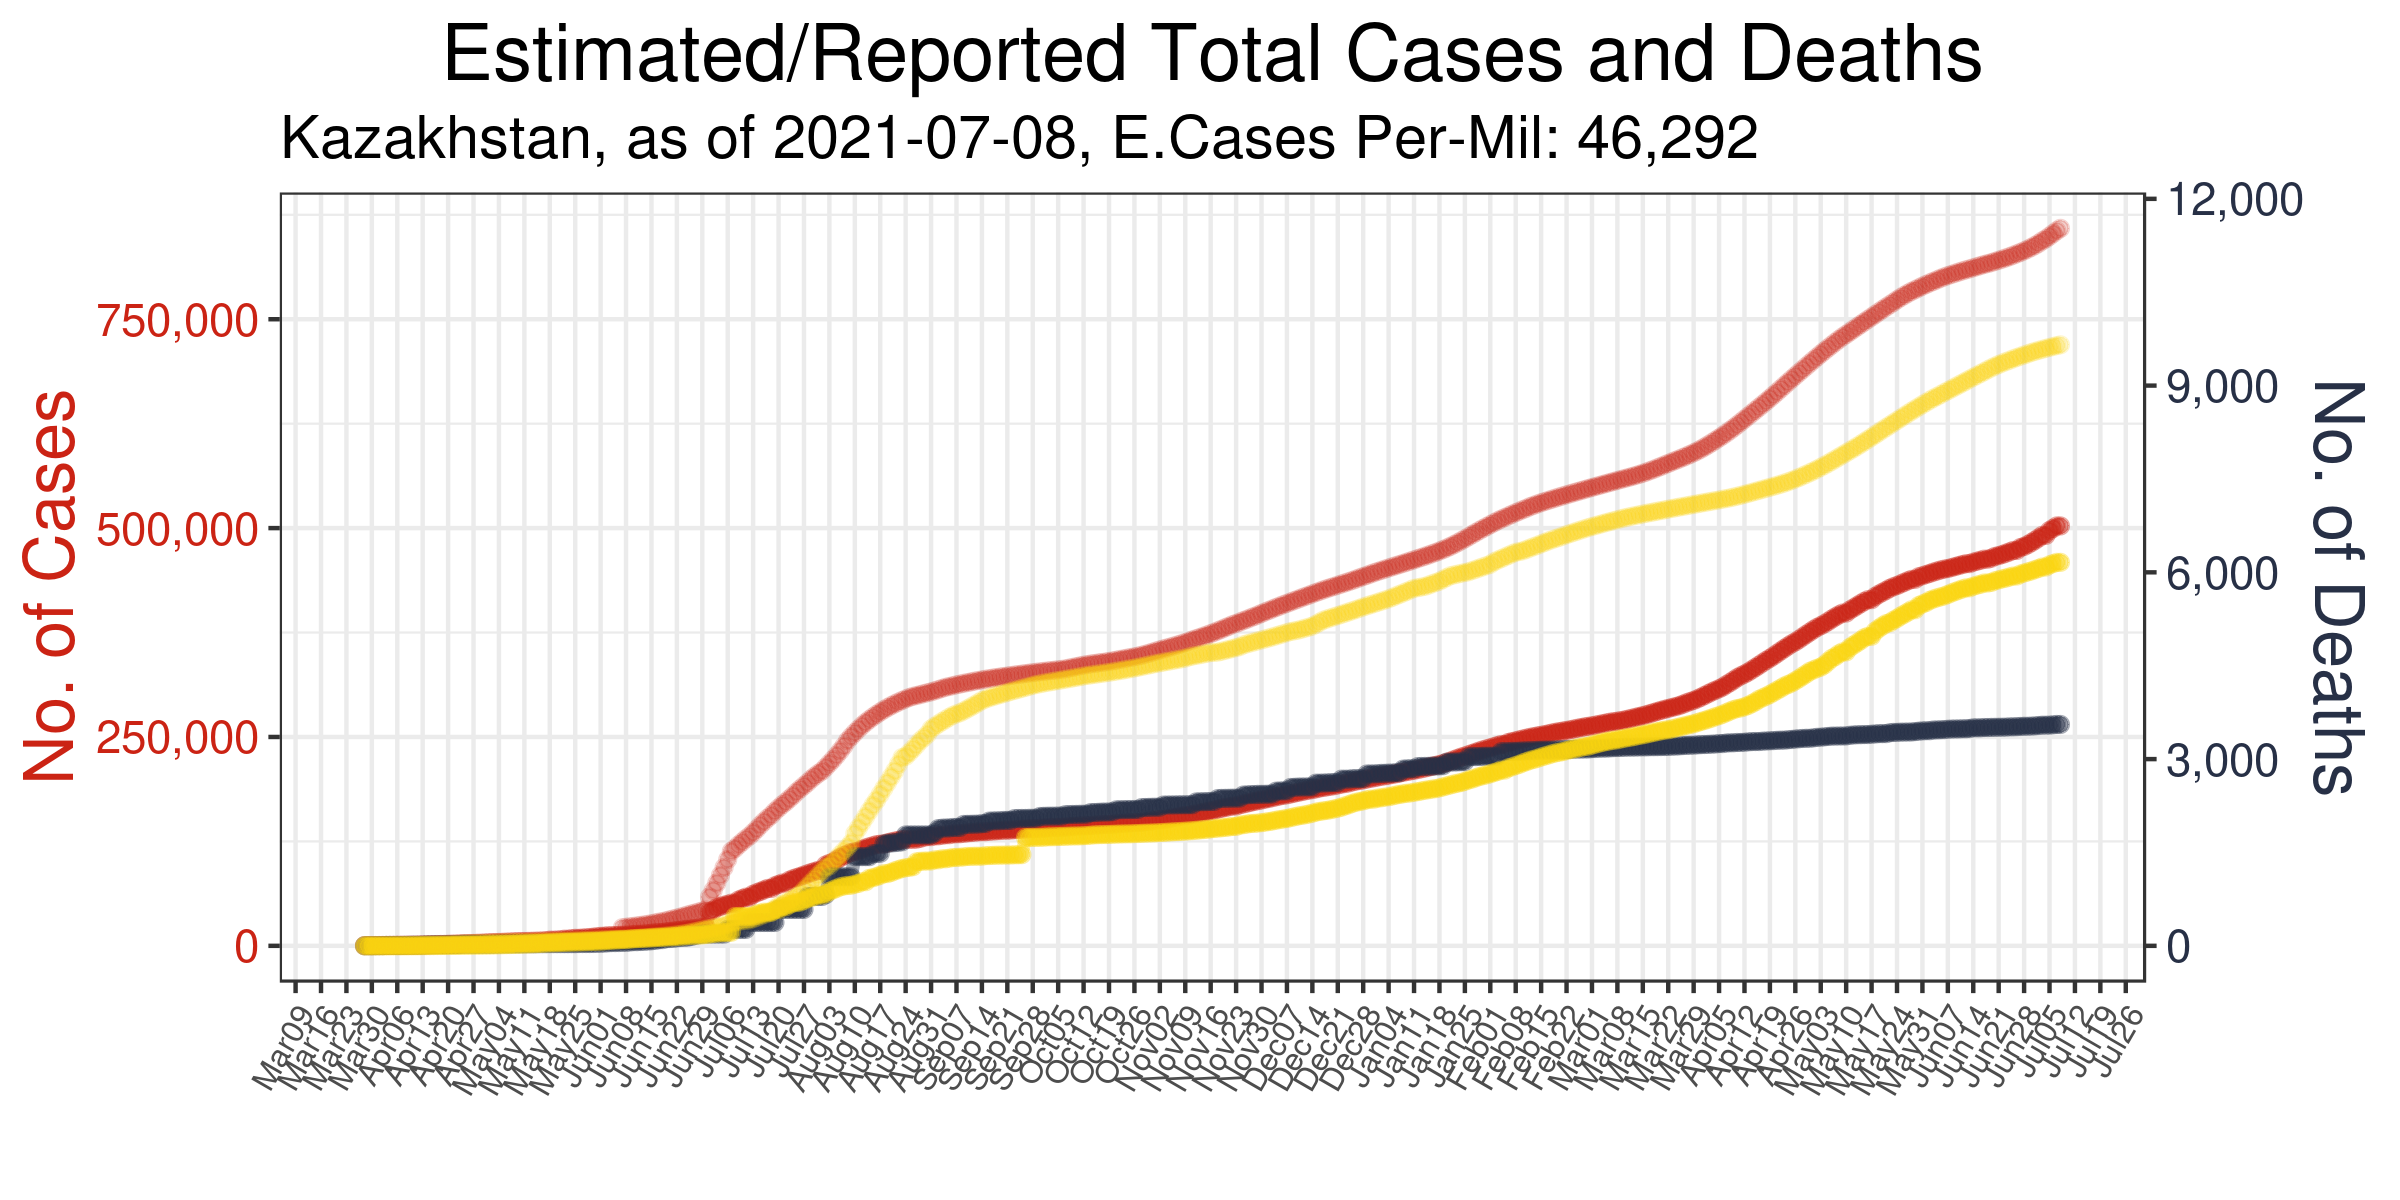 Estimated/Reported Total Cases and Deaths
Kazakhstan, as of 2021-07-08, E.Cases Per-Mil: 46,292
No. of Cases
750,000
500,000
250,000
0
12,000
9,000
6,000
3,000
0
No. of Deaths
Mar09
Mar16
Mar23
Mar30
Apr06
Apr13
Apr20
Apr27
May04
May11
May18
May25
Jun01
Jun08
Jun15
Jun22
Jun29
Jul06
Jul13
Jul20
Jul27
Aug03
Aug10
Aug17
Aug24
Aug31
Sep07
Sep14
Sep21
Sep28
Oct05
Oct12
Oct19
Oct26
Nov02
Nov09
Nov16
Nov23
Nov30
Dec07
Dec14
Dec21
Dec28
Jan04
Jan11
Jan18
Jan25
Feb01
Feb08
Feb15
Feb22
Mar01
Mar08
Mar15
Mar22
Mar29
Apr05
Apr12
Apr19
Apr26
May03
May10
May17
May24
May31
Jun07
Jun14
Jun21
Jun28
Jul05
Jul12
Jul19
Jul26